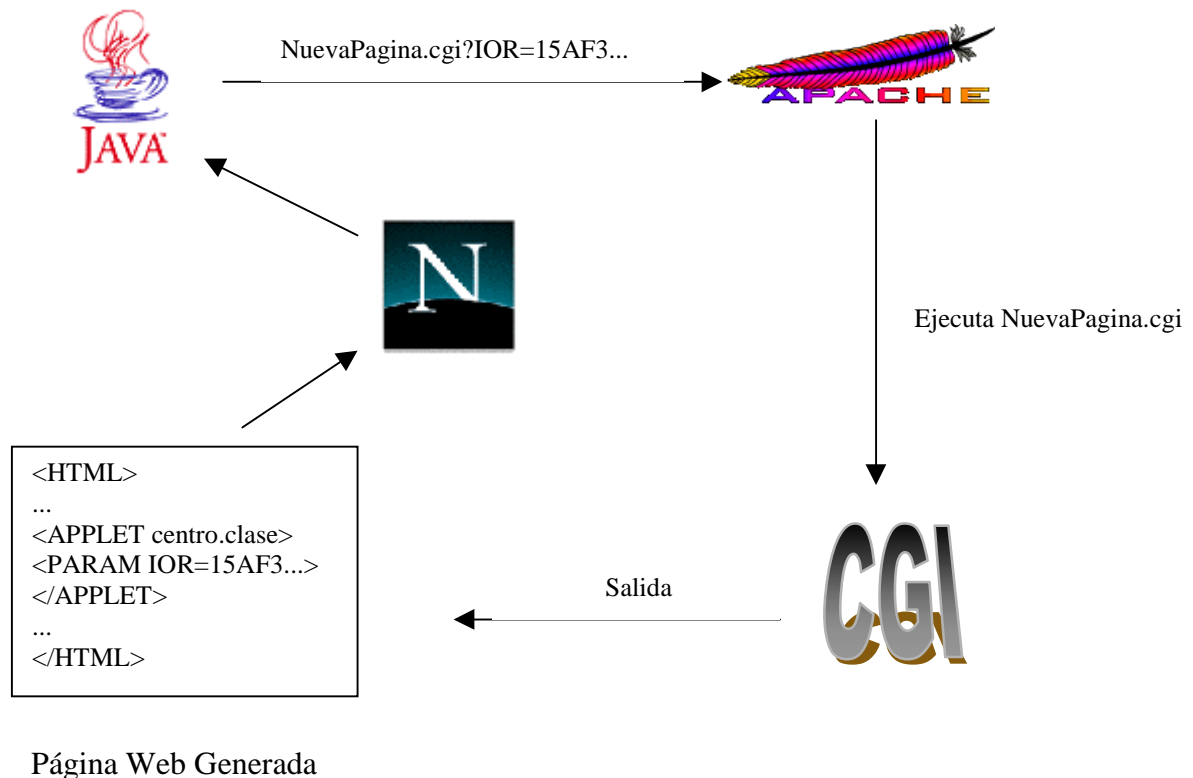 NuevaPagina.cgi?IOR=15AF3...
APACHE
JAVA
N
Ejecuta NuevaPagina.cgi
<HTML>
...
<APPLET centro.clase>
<PARAM IOR=15AF3...>
</APPLET>
...
</HTML>
Salida
CGI
Página Web Generada